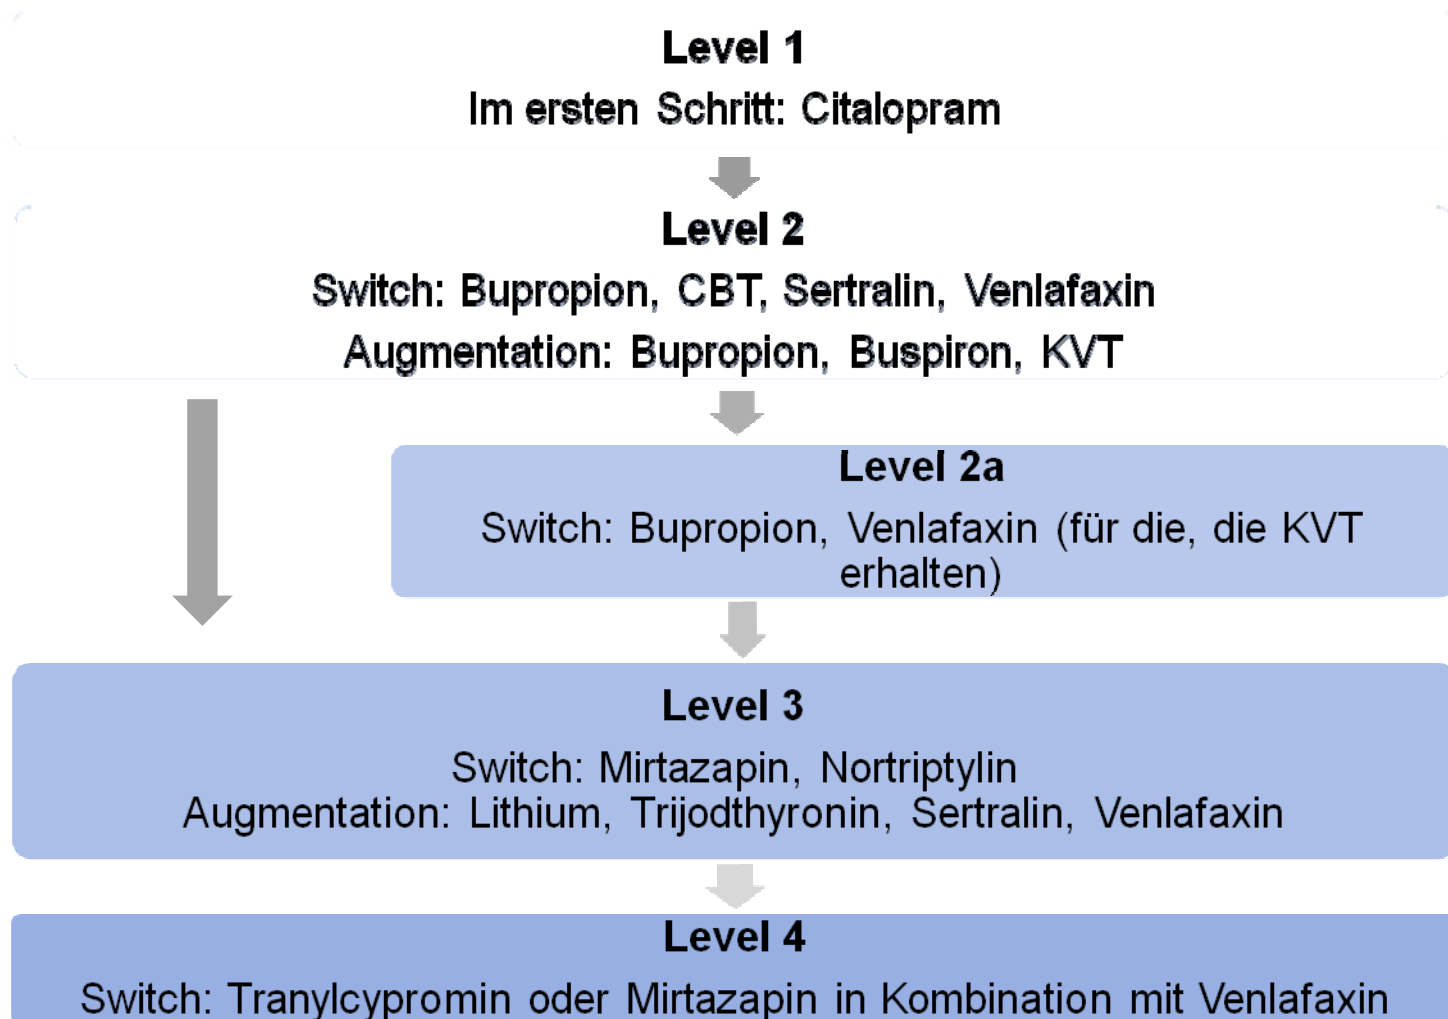 Level 1
Im ersten Schritt: Citalopram
Level 2
Switch: Bupropion, CBT, Sertralin, Venlafaxin
Augmentation: Bupropion, Buspiron, KVT
Level 2a
Switch: Bupropion, Venlafaxin (für die, die KVT
erhalten)
Level 3
Switch: Mirtazapin, Nortriptylin
Augmentation: Lithium, Trijodthyronin, Sertralin, Venlafaxin
Level 4
Switch: Tranylcypromin oder Mirtazapin in Kombination mit Venlafaxin